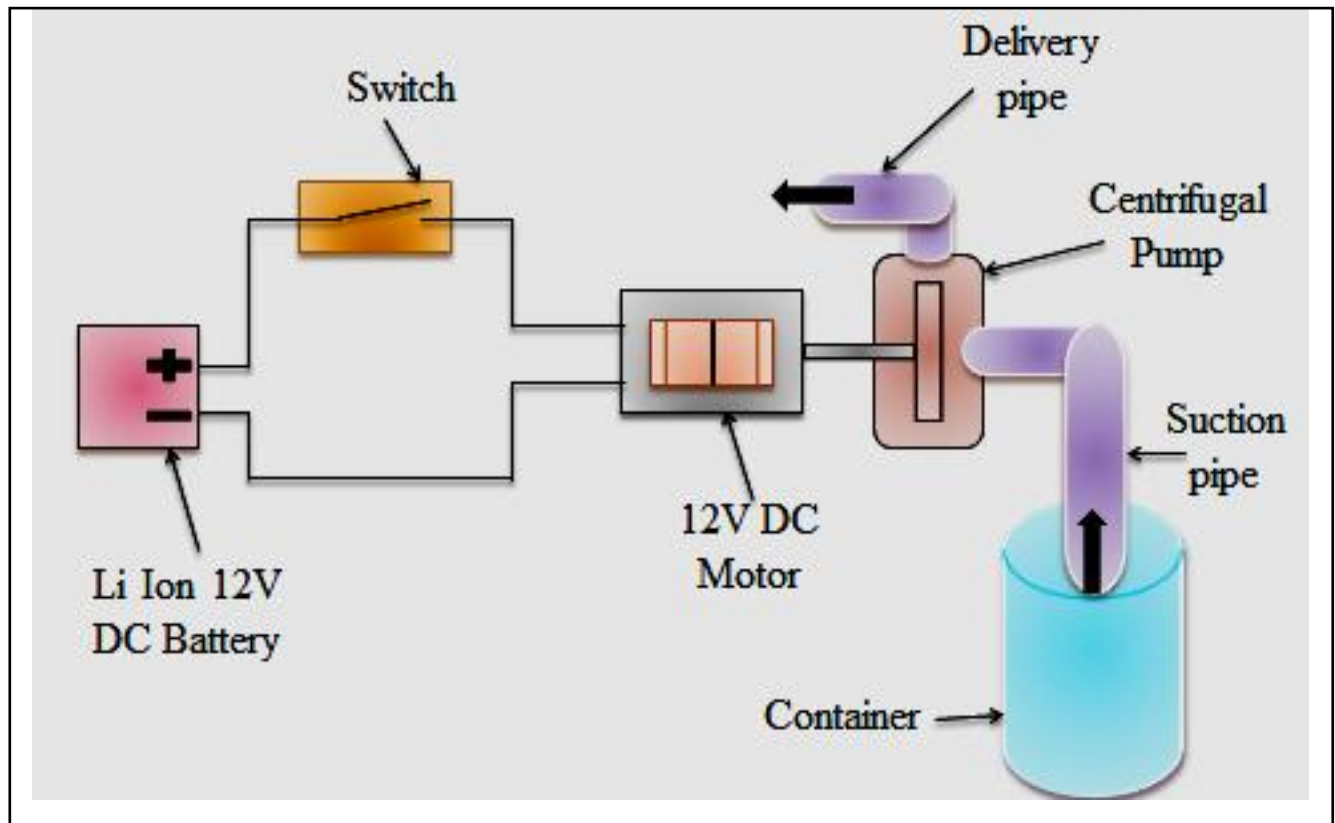 Delivery
pipe
Switch
Centrifugal
Pump
+
−
Suction
pipe
12V DC
Motor
Li Ion 12V
DC Battery
Container